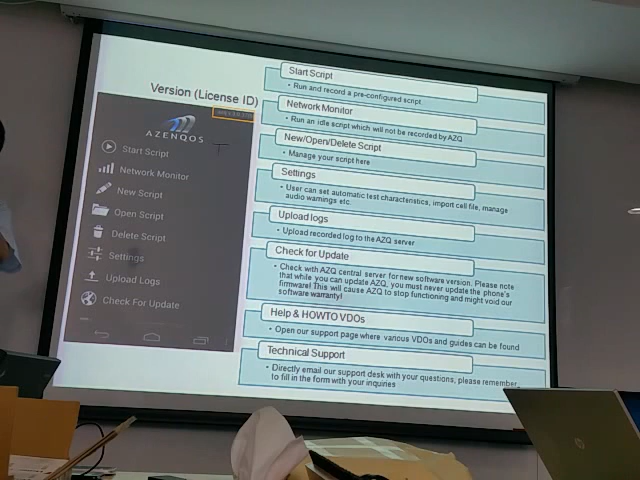 Version (License ID)
AZENQOS
Start Script
Network Monitor
New Script
Open Script
Delete Script
Settings
Upload Logs
Check For Update
Start Script
• Run and record a pre-configured script
Network Monitor
• Run an idle script which will not be recorded by AZQ
New/Open/Delete Script
• Manage your script here
Settings
• User can set automatic test characteristics, import cell file, manage
audio warnings etc.
Upload logs
• Upload recorded log to the AZQ server
Check for Update
• Check with AZQ central server for new software version. Please note
that while you can update AZQ, you must never update the phone's
firmware! This will cause AZQ to stop functioning and might void our
software warranty!
Help & HOWTO VDOs
• Open our support page where various VDOs and guides can be found
Technical Support
• Directly email our support desk with your questions, please remember
to fill in the form with your inquiries
hp